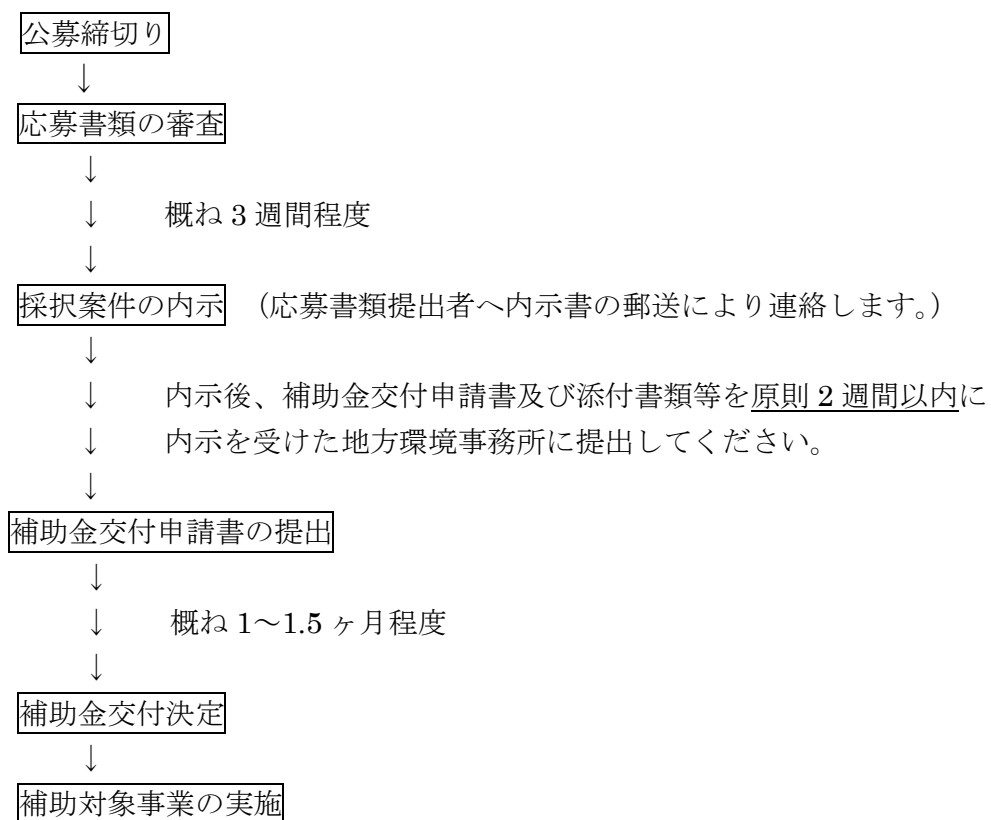 公募締切り
↓
応募書類の審査
↓
↓ 概ね 3 週間程度
↓
採択案件の内示 （応募書類提出者へ内示書の郵送により連絡します。）
↓
↓ 内示後、補助金交付申請書及び添付書類等を原則 2 週間以内に
↓ 内示を受けた地方環境事務所に提出してください。
↓
補助金交付申請書の提出
↓
↓ 概ね 1～1.5 ヶ月程度
↓
補助金交付決定
↓
補助対象事業の実施